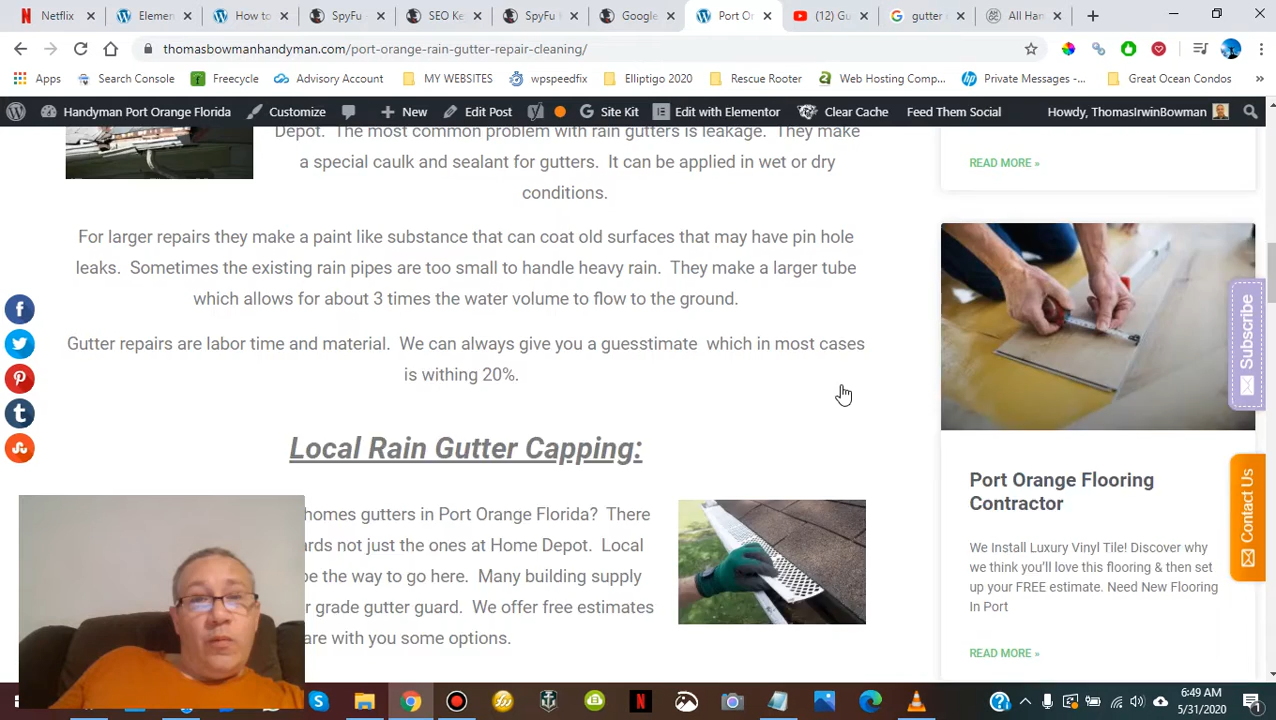 Netflix
Elemen
How to
SpyFu
SEO Ke
SpyFu
Google
Port Or
(12) Gu
gutter
All Han
thomasbowmanhandyman.com/port-orange-rain-gutter-repair-cleaning/
Apps
Search Console
Freecycle
Advisory Account
MY WEBSITES
wpspeedfix
Elliptigo 2020
Rescue Rooter
Web Hosting Comp...
Private Messages -...
Great Ocean Condos
Handyman Port Orange Florida
Customize
New
Edit Post
Site Kit
Edit with Elementor
Clear Cache
Feed Them Social
Howdy, ThomasIrwinBowman
Depot. The most common problem with rain gutters is leakage. They make
a special caulk and sealant for gutters. It can be applied in wet or dry
conditions.
For larger repairs they make a paint like substance that can coat old surfaces that may have pin hole
leaks. Sometimes the existing rain pipes are too small to handle heavy rain. They make a larger tube
which allows for about 3 times the water volume to flow to the ground.
Gutter repairs are labor time and material. We can always give you a guesstimate which in most cases
is withing 20%.
Local Rain Gutter Capping:
homes gutters in Port Orange Florida? There
rds not just the ones at Home Depot. Local
be the way to go here. Many building supply
r grade gutter guard. We offer free estimates
are with you some options.
READ MORE »
Port Orange Flooring
Contractor
We Install Luxury Vinyl Tile! Discover why
we think you'll love this flooring & then set
up your FREE estimate. Need New Flooring
In Port
READ MORE »
Subscribe
Contact Us
6:49 AM
5/31/2020